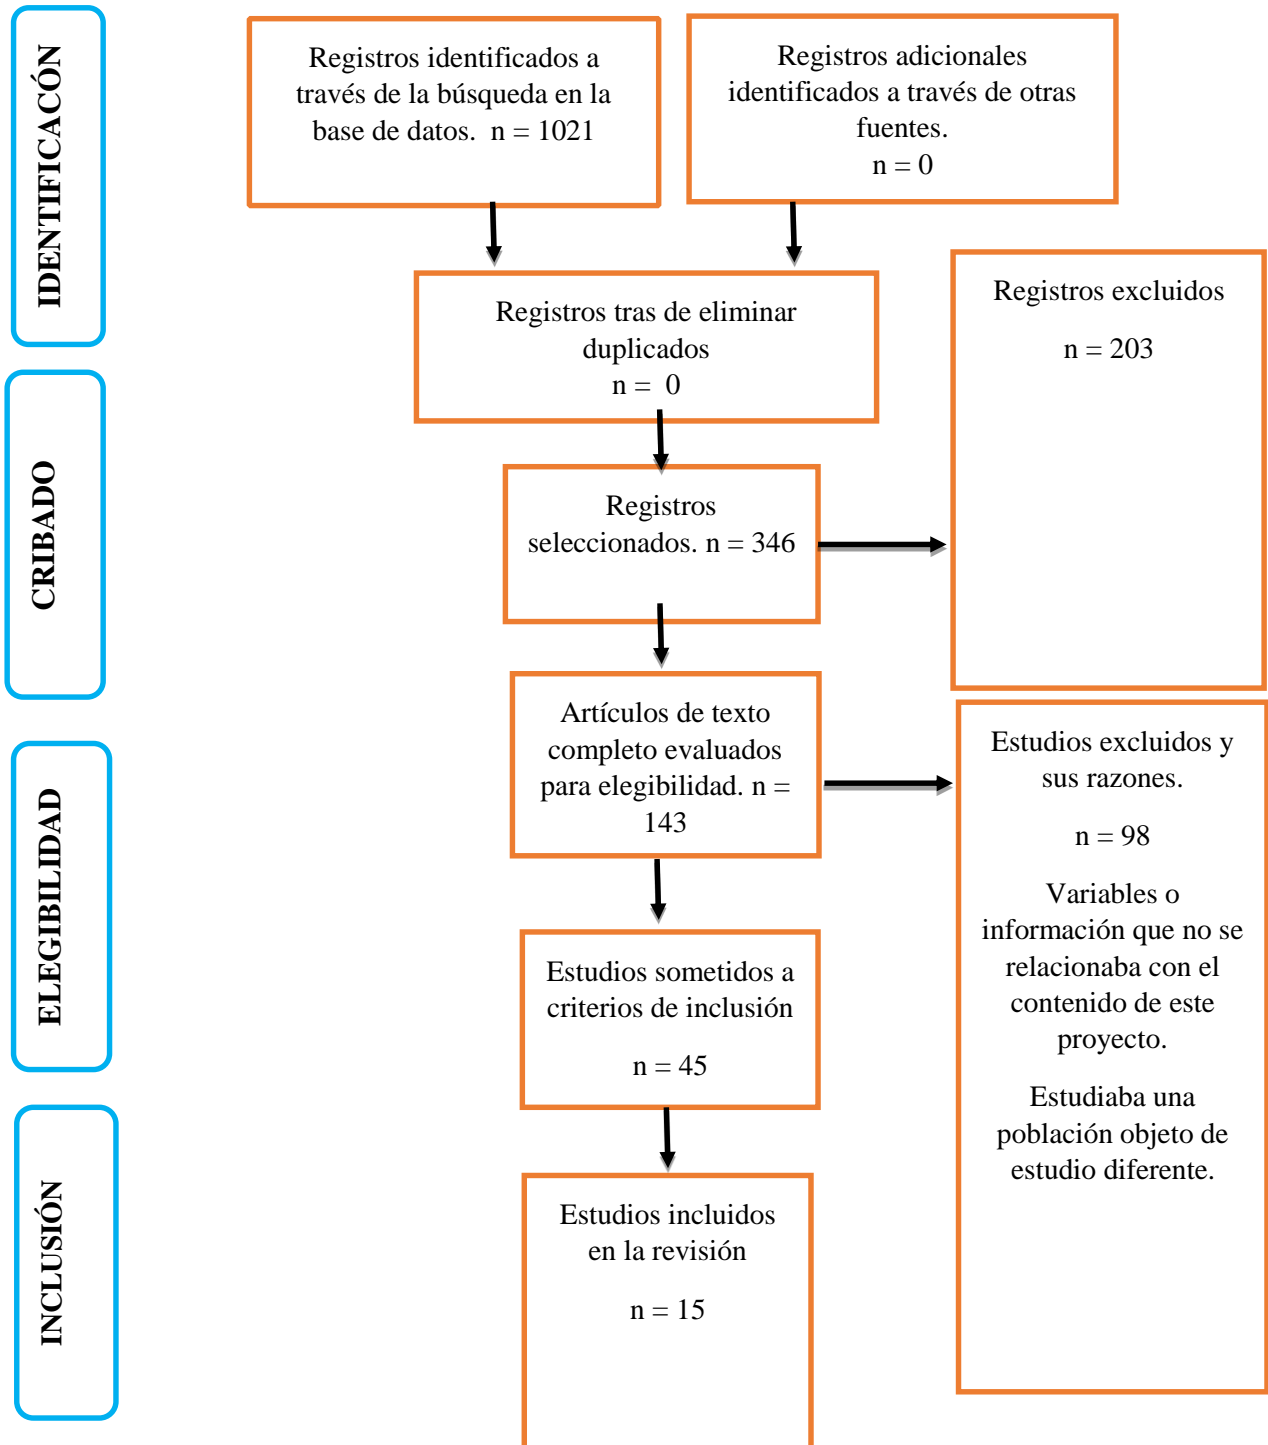 IDENTIFICACÓN
Registros identificados a
través de la búsqueda en la
base de datos.  n = 1021
Registros adicionales
identificados a través de otras
fuentes.
n = 0
Registros tras de eliminar
duplicados
n =  0
Registros excluidos
n = 203
CRIBADO
Registros
seleccionados. n = 346
ELEGIBILIDAD
Artículos de texto
completo evaluados
para elegibilidad. n =
143
Estudios excluidos y
sus razones.
n = 98
Variables o
información que no se
relacionaba con el
contenido de este
proyecto.
Estudiaba una
población objeto de
estudio diferente.
Estudios sometidos a
criterios de inclusión
n = 45
INCLUSIÓN
Estudios incluidos
en la revisión
n = 15